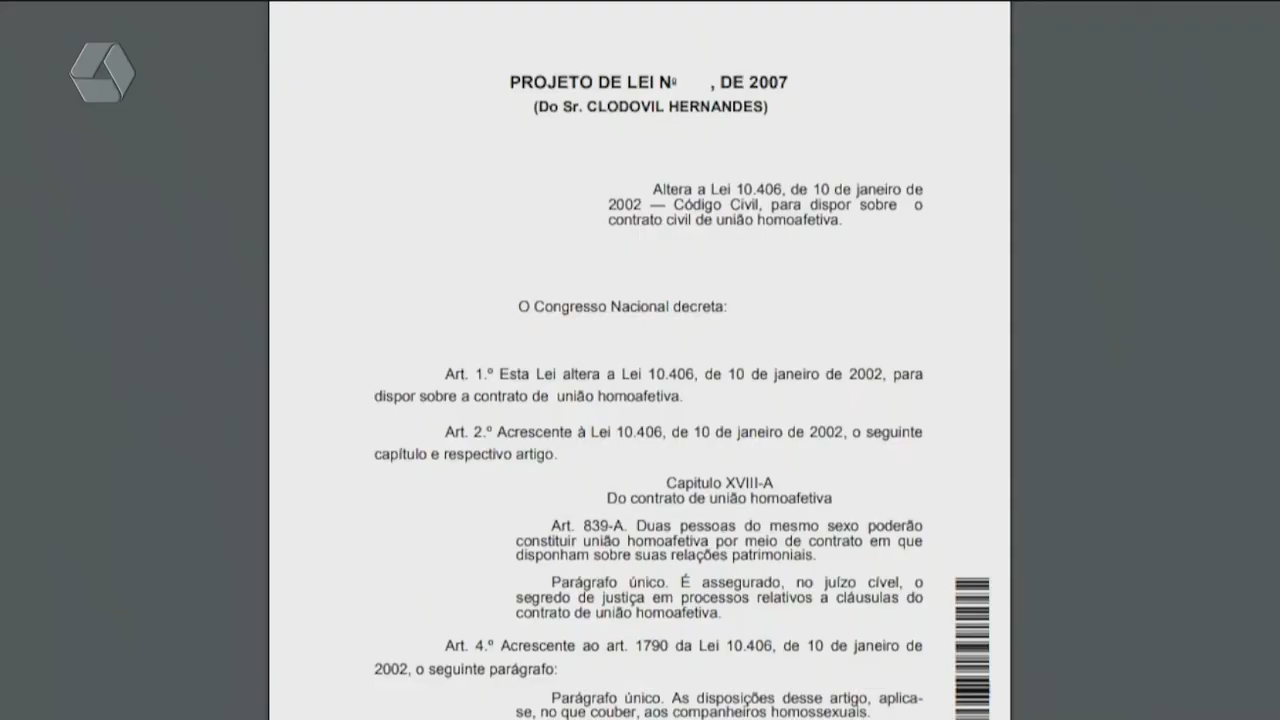 PROJETO DE LEI Nº , DE 2007
(Do Sr. CLODOVIL HERNANDES)
Altera a Lei 10.406, de 10 de janeiro de
2002 — Código Civil, para dispor sobre o
contrato civil de união homoafetiva.
O Congresso Nacional decreta:
Art. 1.º Esta Lei altera a Lei 10.406, de 10 de janeiro de 2002, para
dispor sobre a contrato de união homoafetiva.
Art. 2.º Acrescente à Lei 10.406, de 10 de janeiro de 2002, o seguinte
capítulo e respectivo artigo.
Capitulo XVIII-A
Do contrato de união homoafetiva
Art. 839-A. Duas pessoas do mesmo sexo poderão
constituir união homoafetiva por meio de contrato em que
disponham sobre suas relações patrimoniais.
Parágrafo único. É assegurado, no juízo cível, o
segredo de justiça em processos relativos a cláusulas do
contrato de união homoafetiva.
Art. 4.º Acrescente ao art. 1790 da Lei 10.406, de 10 de janeiro de
2002, o seguinte parágrafo:
Parágrafo único. As disposições desse artigo, aplica-
se, no que couber, aos companheiros homossexuais.